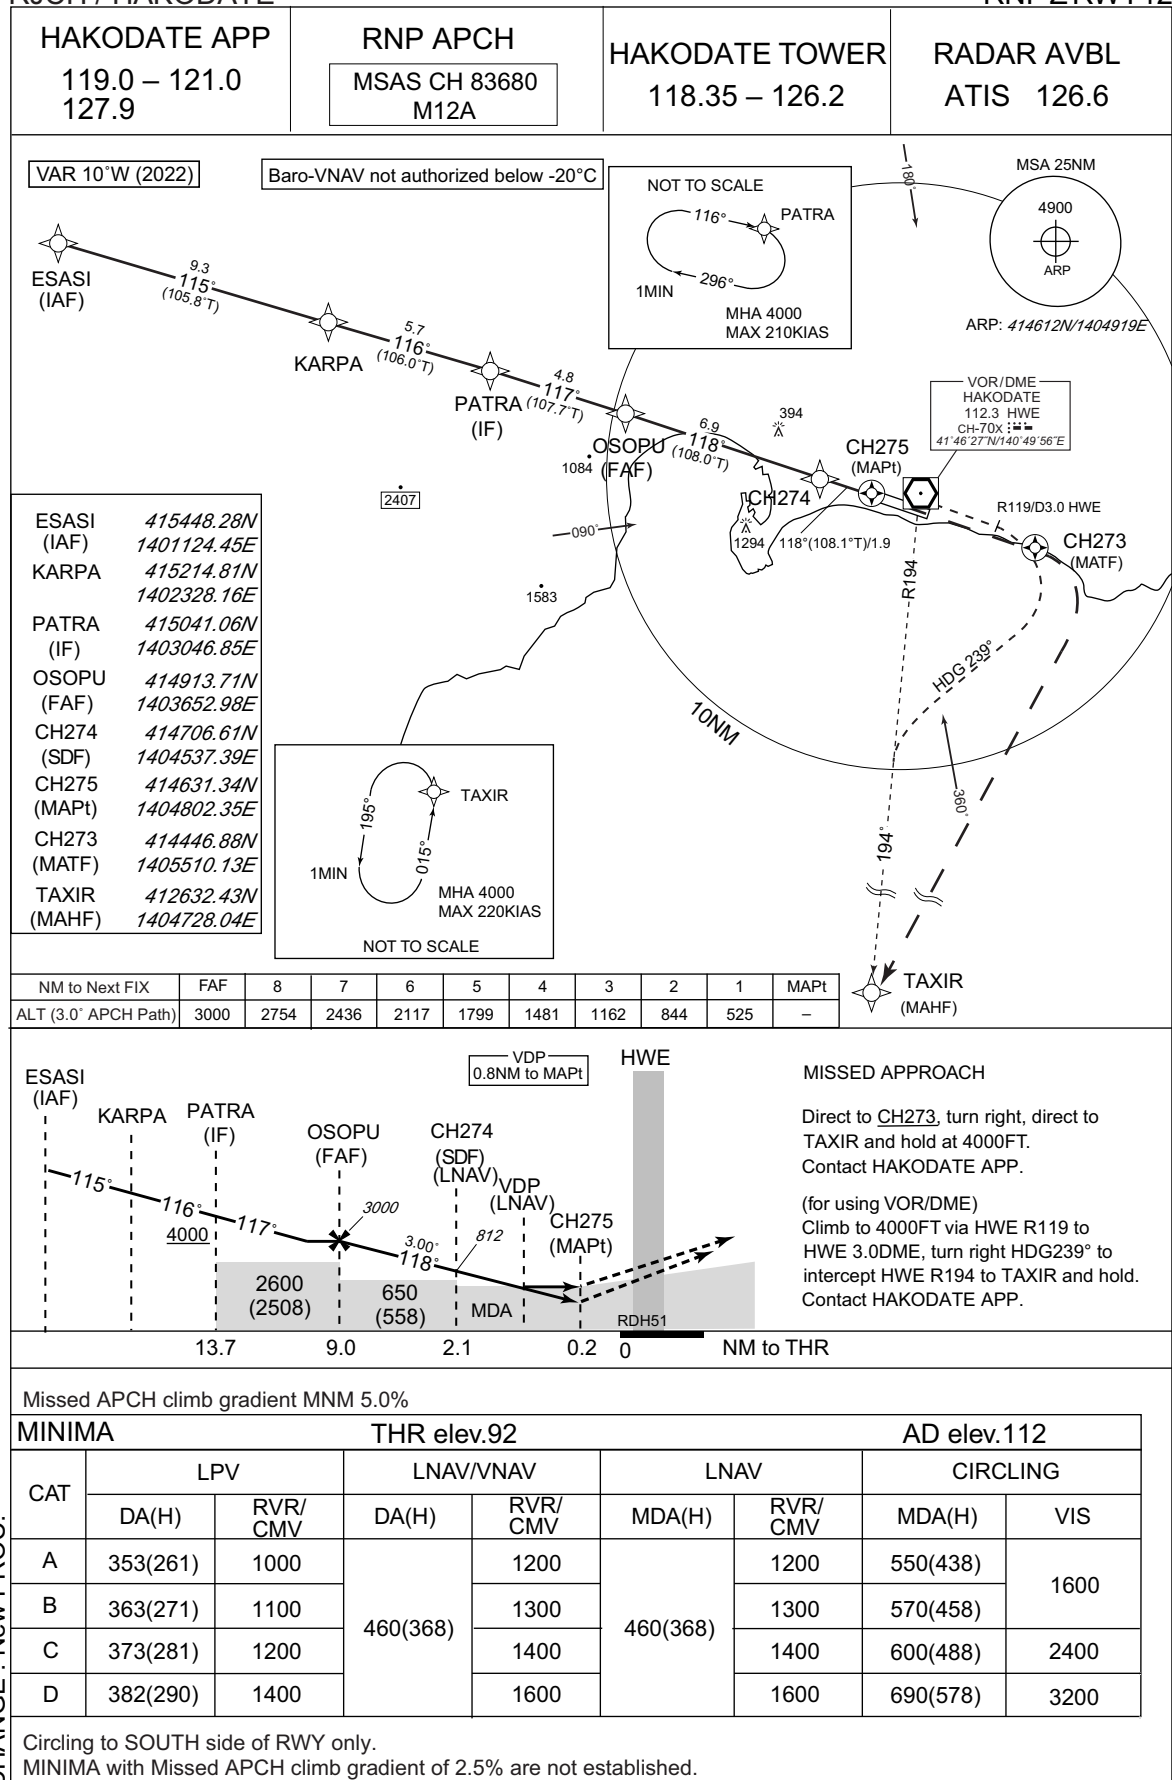 HAKODATE APP
119.0 – 121.0
127.9
RNP APCH
MSAS CH 83680
M12A
HAKODATE TOWER
118.35 – 126.2
RADAR AVBL
ATIS 126.6
VAR 10˚W (2022)
Baro-VNAV not authorized below -20°C
NOT TO SCALE
116°
PATRA
296°
1MIN
MHA 4000
MAX 210KIAS
180°
MSA 25NM
4900
ARP
ARP: 414612N/1404919E
ESASI
(IAF)
9.3
115°
(105.8˚T)
KARPA
5.7
116°
(106.0˚T)
PATRA
(IF)
4.8
117°
(107.7˚T)
OSOPU
(FAF)
6.9
118°
(108.0˚T)
394
1084
2407
CH274
CH275
(MAPt)
VOR/DME
HAKODATE
112.3 HWE
CH-70X
41˚46'27"N/140˚49'56"E
R119/D3.0 HWE
CH273
(MATF)
090°
1294
118°(108.1°T)/1.9
1583
R194
HDG 239°
10NM
360°
194°
TAXIR
(MAHF)
ESASI 415448.28N
(IAF) 1401124.45E
KARPA 415214.81N
1402328.16E
PATRA 415041.06N
(IF) 1403046.85E
OSOPU 414913.71N
(FAF) 1403652.98E
CH274 414706.61N
(SDF) 1404537.39E
CH275 414631.34N
(MAPt) 1404802.35E
CH273 414446.88N
(MATF) 1405510.13E
TAXIR 412632.43N
(MAHF) 1404728.04E
195°
TAXIR
015°
1MIN
MHA 4000
MAX 220KIAS
NOT TO SCALE
NM to Next FIX FAF 8 7 6 5 4 3 2 1 MAPt
ALT (3.0˚ APCH Path) 3000 2754 2436 2117 1799 1481 1162 844 525 –
ESASI
(IAF)
KARPA
PATRA
(IF)
OSOPU
(FAF)
CH274
(SDF)
(LNAV)
VDP
0.8NM to MAPt
VDP
(LNAV)
CH275
(MAPt)
HWE
115°
116°
117°
4000
3000
3.00°
118°
812
2600
(2508)
650
(558)
MDA
RDH51
13.7 9.0 2.1 0.2 0 NM to THR
MISSED APPROACH
Direct to CH273, turn right, direct to
TAXIR and hold at 4000FT.
Contact HAKODATE APP.
(for using VOR/DME)
Climb to 4000FT via HWE R119 to
HWE 3.0DME, turn right HDG239° to
intercept HWE R194 to TAXIR and hold.
Contact HAKODATE APP.
Missed APCH climb gradient MNM 5.0%
MINIMA THR elev.92 AD elev.112
CAT LPV LNAV/VNAV LNAV CIRCLING
DA(H) RVR/CMV DA(H) RVR/CMV MDA(H) RVR/CMV MDA(H) VIS
A 353(261) 1000 460(368) 1200 460(368) 1200 550(438) 1600
B 363(271) 1100 1300 1300 570(458)
C 373(281) 1200 1400 1400 600(488) 2400
D 382(290) 1400 1600 1600 690(578) 3200
Circling to SOUTH side of RWY only.
MINIMA with Missed APCH climb gradient of 2.5% are not established.